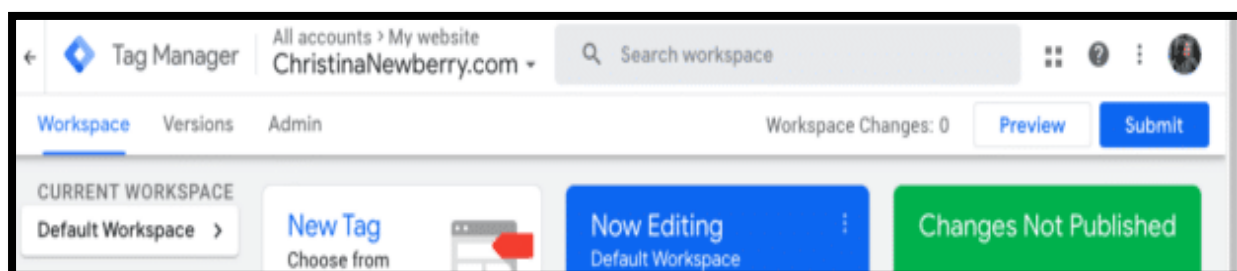 Tag Manager
All accounts > My website
ChristinaNewberry.com
Search workspace
Workspace Versions Admin
Workspace Changes: 0
Preview
Submit
CURRENT WORKSPACE
Default Workspace >
New Tag
Choose from
Now Editing
Default Workspace
Changes Not Published